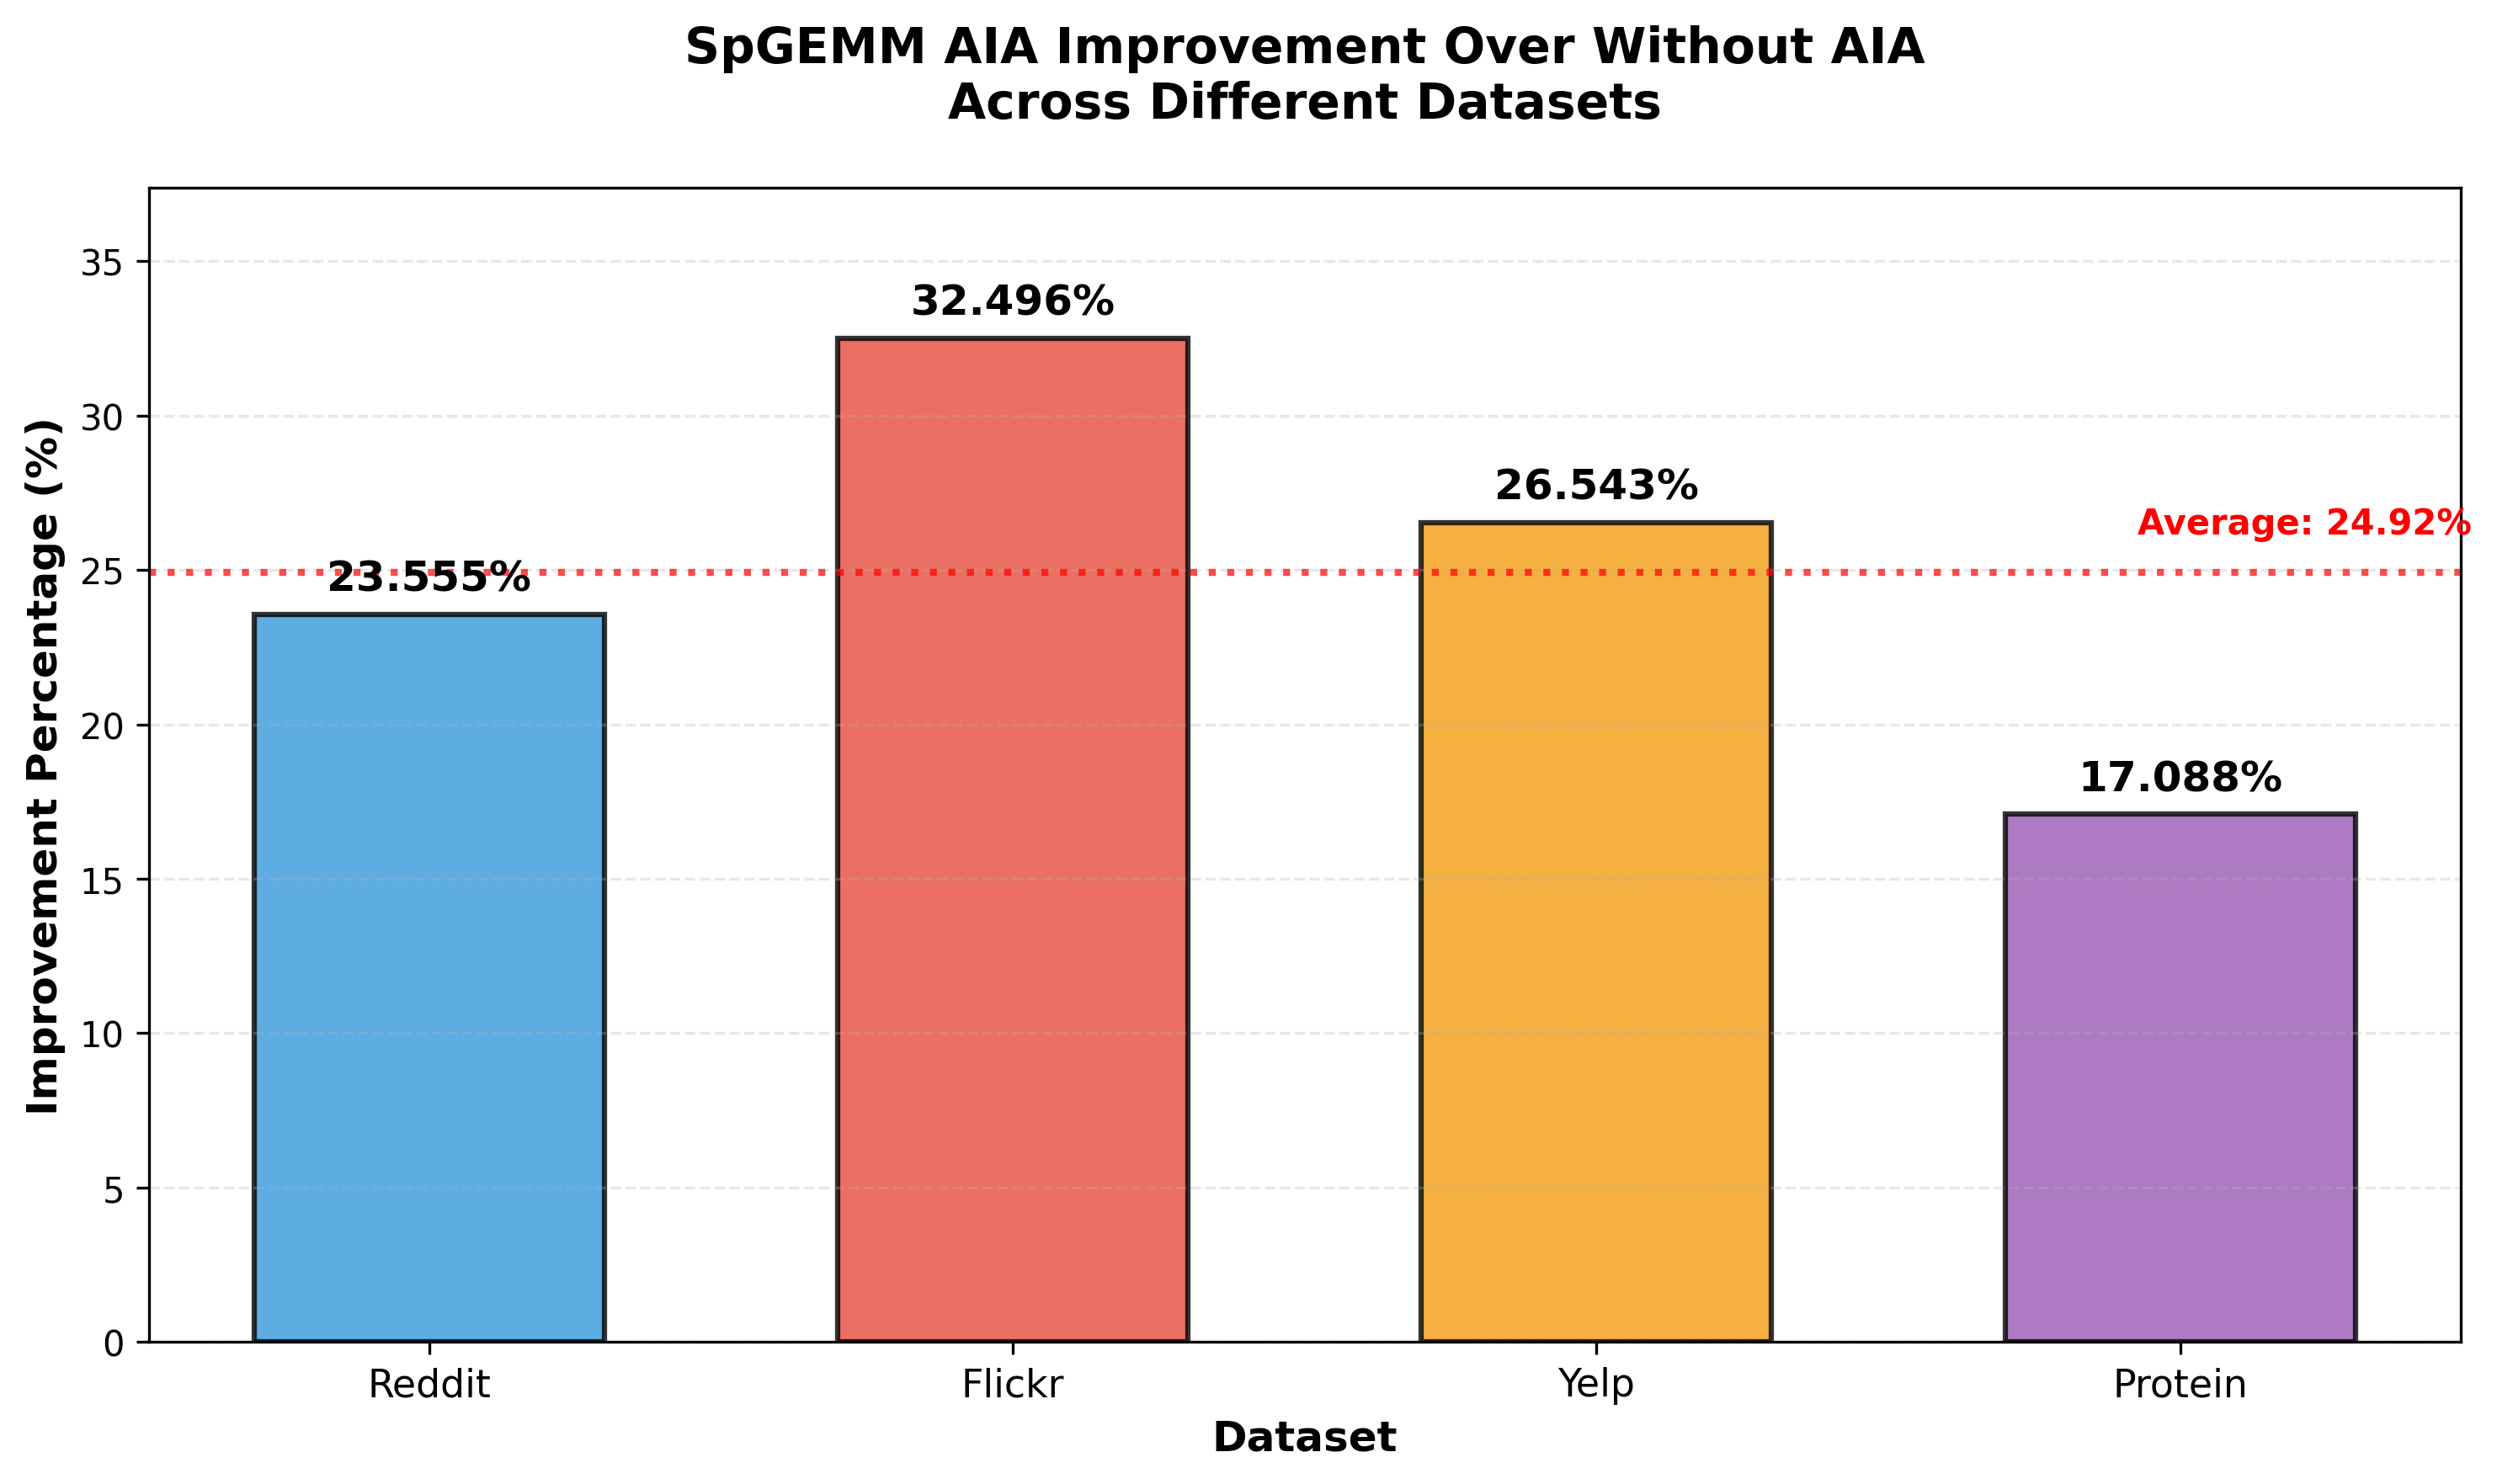 SpGEMM AIA Improvement Over Without AIA
Across Different Datasets
Improvement Percentage (%)
35
30
25
20
15
10
5
0
32.496%
26.543%
Average: 24.92%
23.555%
17.088%
Reddit
Flickr
Yelp
Protein
Dataset